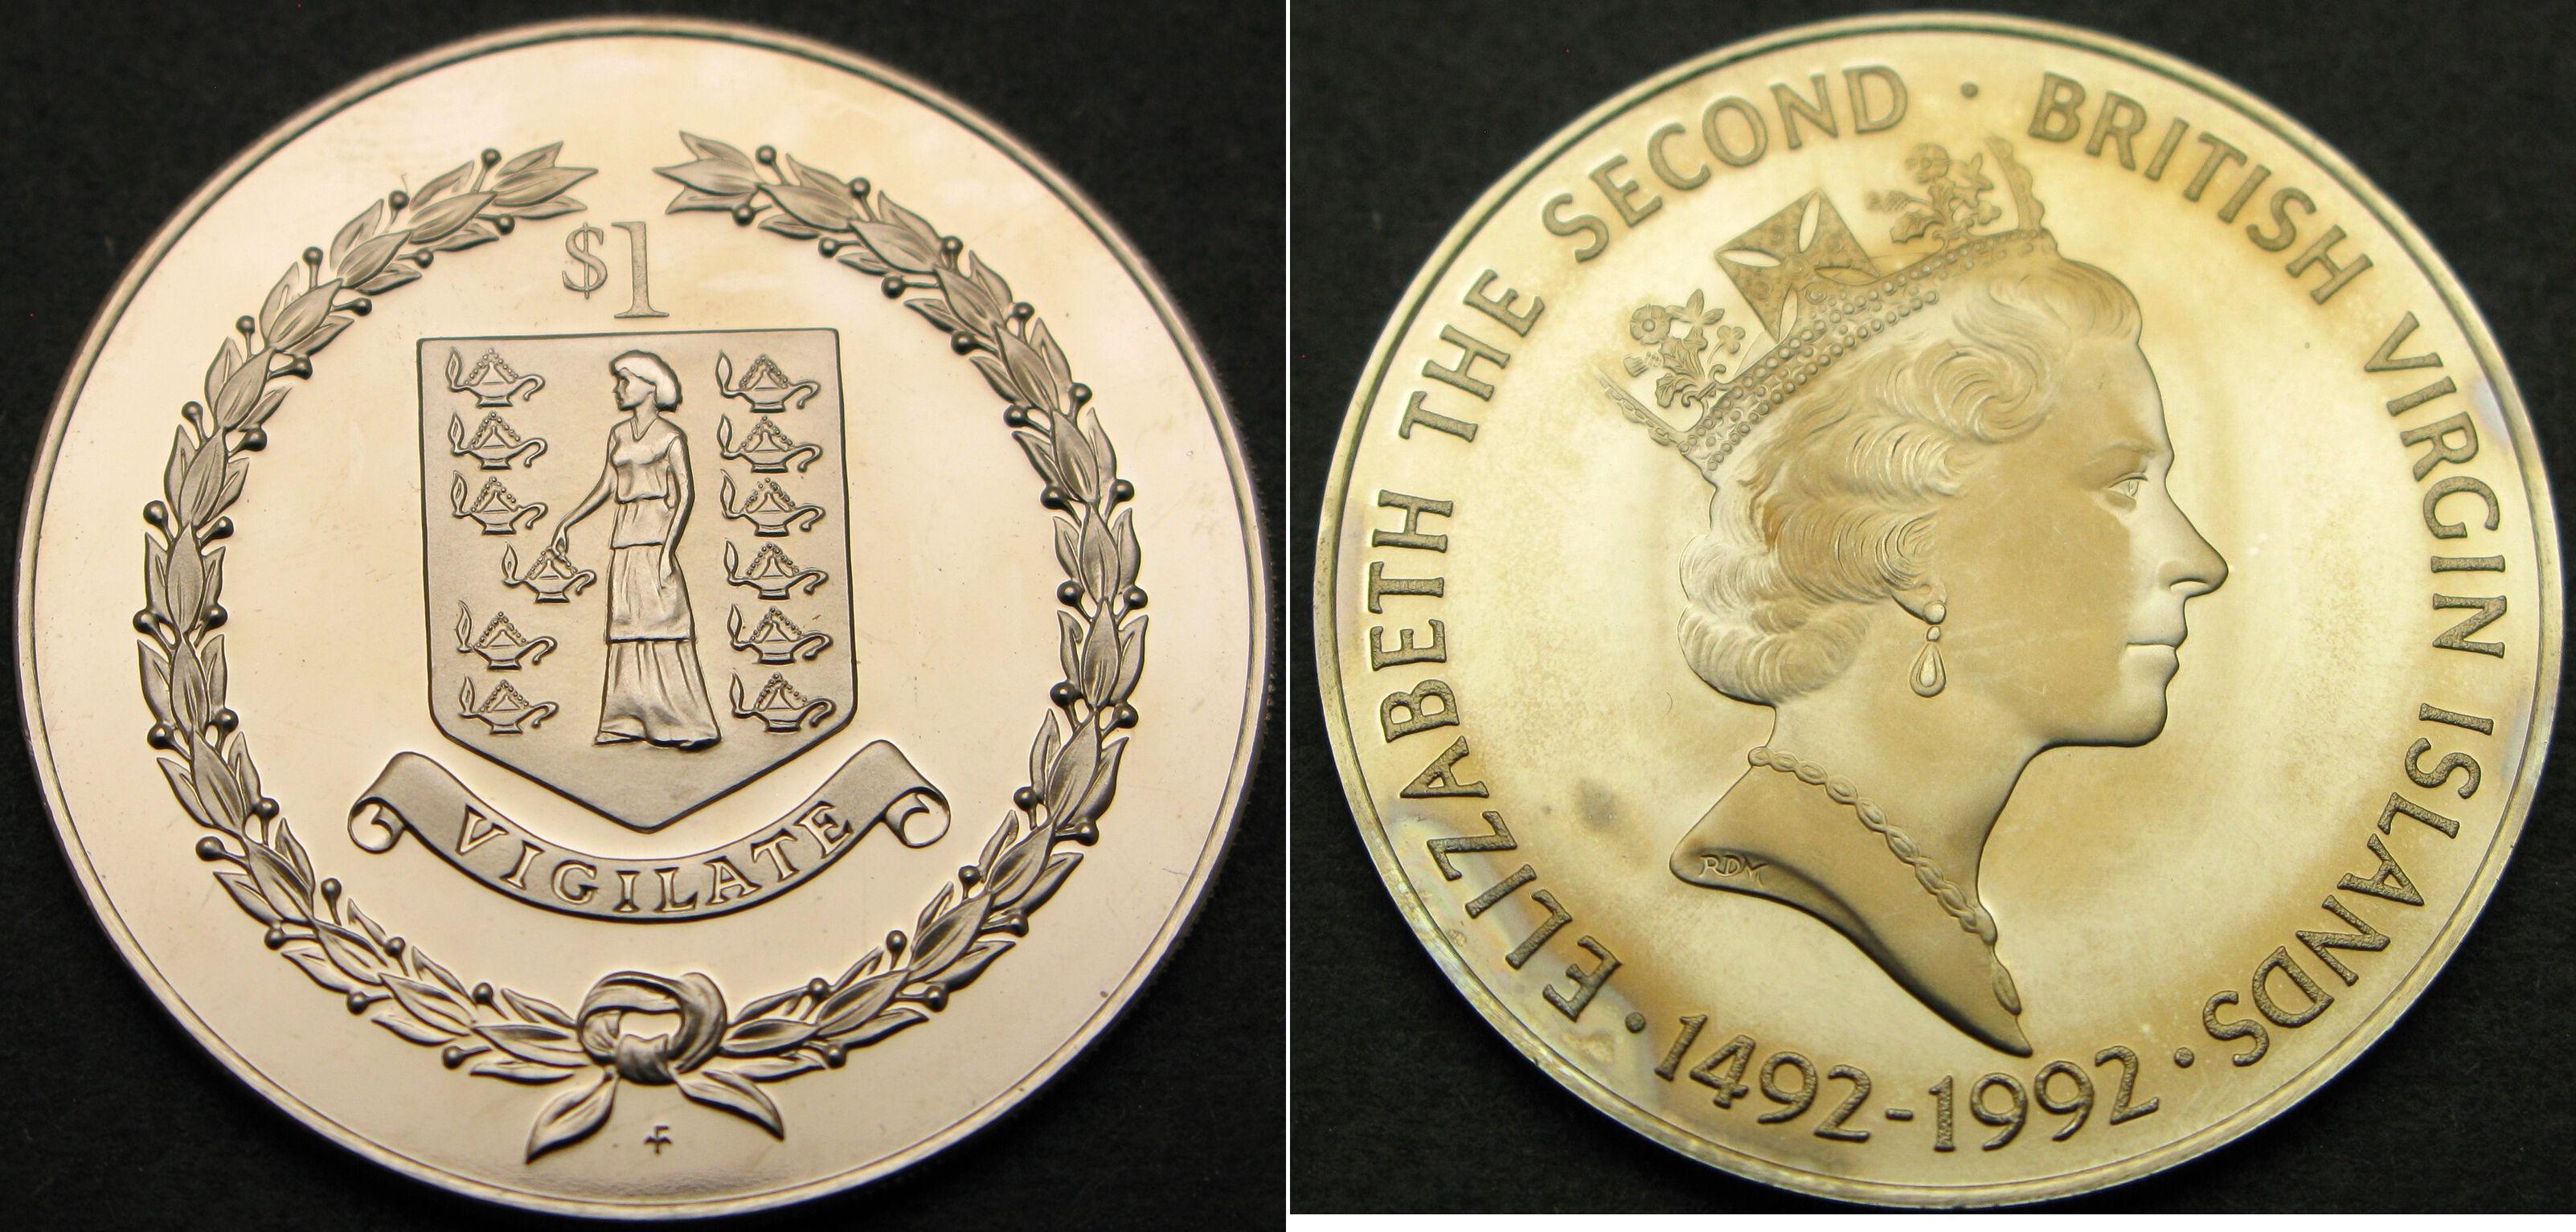 $1
VIGILATE
ELIZABETH THE SECOND · BRITISH VIRGIN ISLANDS ·
1492-1992 ·
RDM